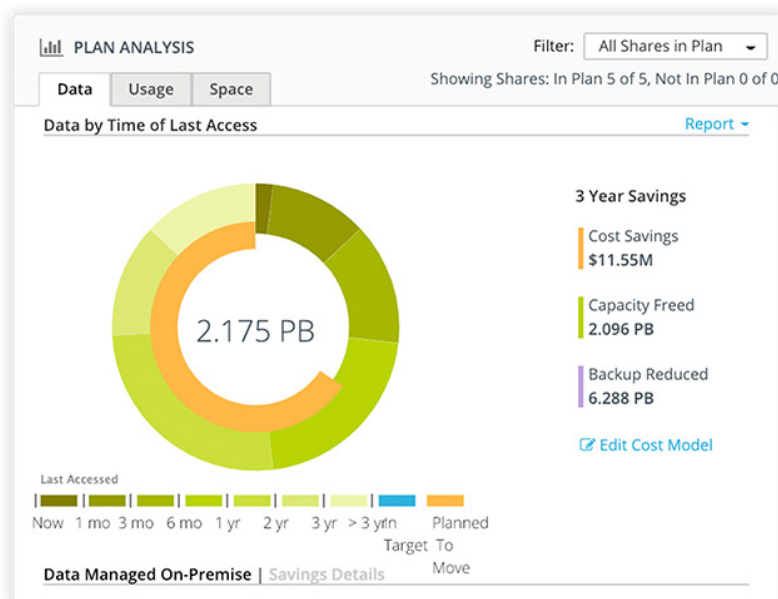 PLAN ANALYSIS
Filter: All Shares in Plan
Data Usage Space
Showing Shares: In Plan 5 of 5, Not In Plan 0 of 0
Data by Time of Last Access
Report
2.175 PB
3 Year Savings
Cost Savings
$11.55M
Capacity Freed
2.096 PB
Backup Reduced
6.288 PB
Edit Cost Model
Last Accessed
Now 1 mo 3 mo 6 mo 1 yr 2 yr 3 yr > 3 yr In Target Planned To Move
Data Managed On-Premise | Savings Details